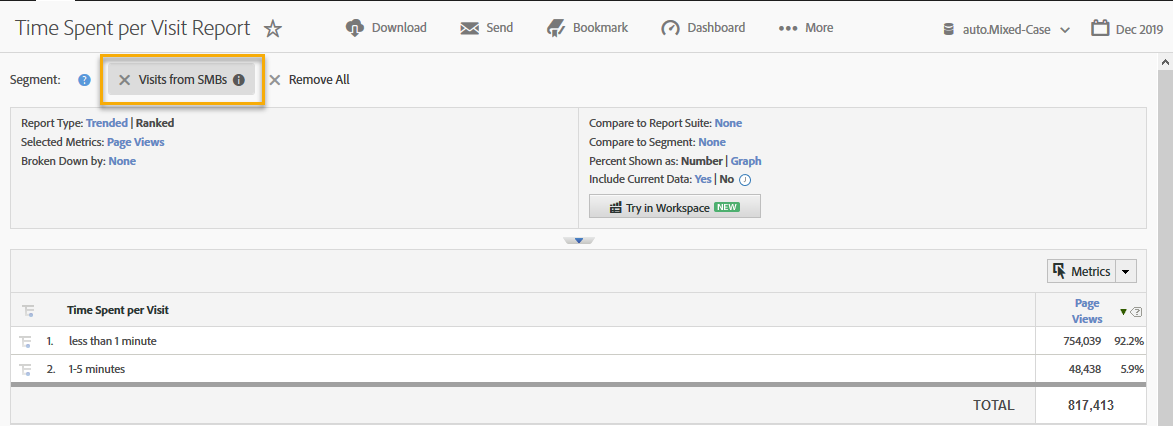 Time Spent per Visit Report Download Send Bookmark Dashboard More auto.Mixed-Case Dec 2019
Segment: ? Visits from SMBs i Remove All
Report Type: Trended | Ranked
Selected Metrics: Page Views
Broken Down by: None
Compare to Report Suite: None
Compare to Segment: None
Percent Shown as: Number | Graph
Include Current Data: Yes | No i
Try in Workspace NEW
Metrics
Time Spent per Visit Page Views ?
1. less than 1 minute 754,039 92.2%
2. 1-5 minutes 48,438 5.9%
TOTAL 817,413